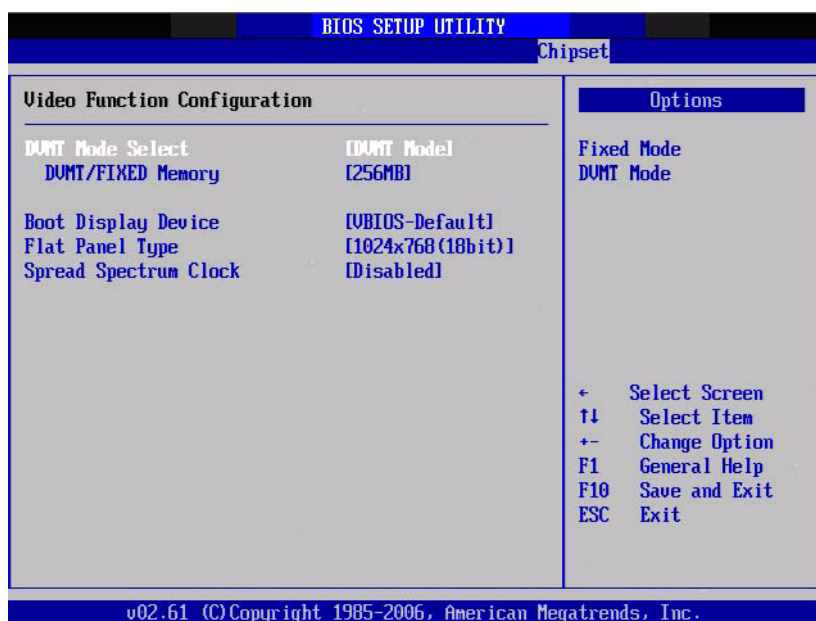 BIOS SETUP UTILITY
Chipset
Video Function Configuration
DVMT Mode Select [DVMT Mode]
DVMT/FIXED Memory [256MB]
Boot Display Device [VBIOS-Default]
Flat Panel Type [1024x768(18bit)]
Spread Spectrum Clock [Disabled]
Options
Fixed Mode
DVMT Mode
← Select Screen
↑↓ Select Item
+- Change Option
F1 General Help
F10 Save and Exit
ESC Exit
v02.61 (C)Copyright 1985-2006, American Megatrends, Inc.